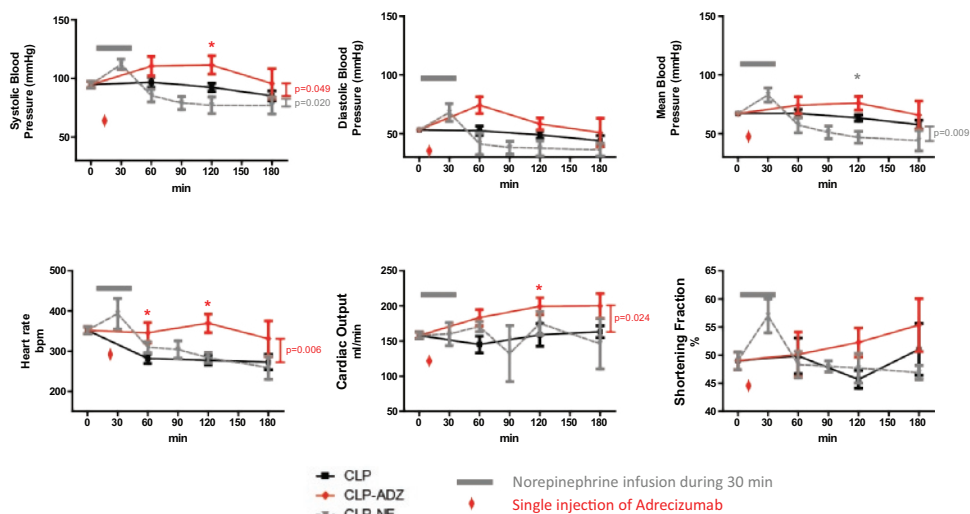 150
100
50
Systolic Blood
Pressure (mmHg)
*
p=0.049
p=0.020
0 30 60 90 120 150 180
min
150
100
50
Diastolic Blood
Pressure (mmHg)
0 30 60 90 120 150 180
min
150
100
50
Mean Blood
Pressure (mmHg)
*
p=0.009
0 30 60 90 120 150 180
min
500
400
300
200
Heart rate
bpm
* *
p=0.006
0 30 60 90 120 150 180
min
250
200
150
100
50
Cardiac Output
ml/min
*
p=0.024
0 30 60 90 120 150 180
min
65
60
55
50
45
40
Shortening Fraction
%
0 30 60 90 120 150 180
min
CLP
CLP-ADZ
CLP-NE
Norepinephrine infusion during 30 min
Single injection of Adrecizumab